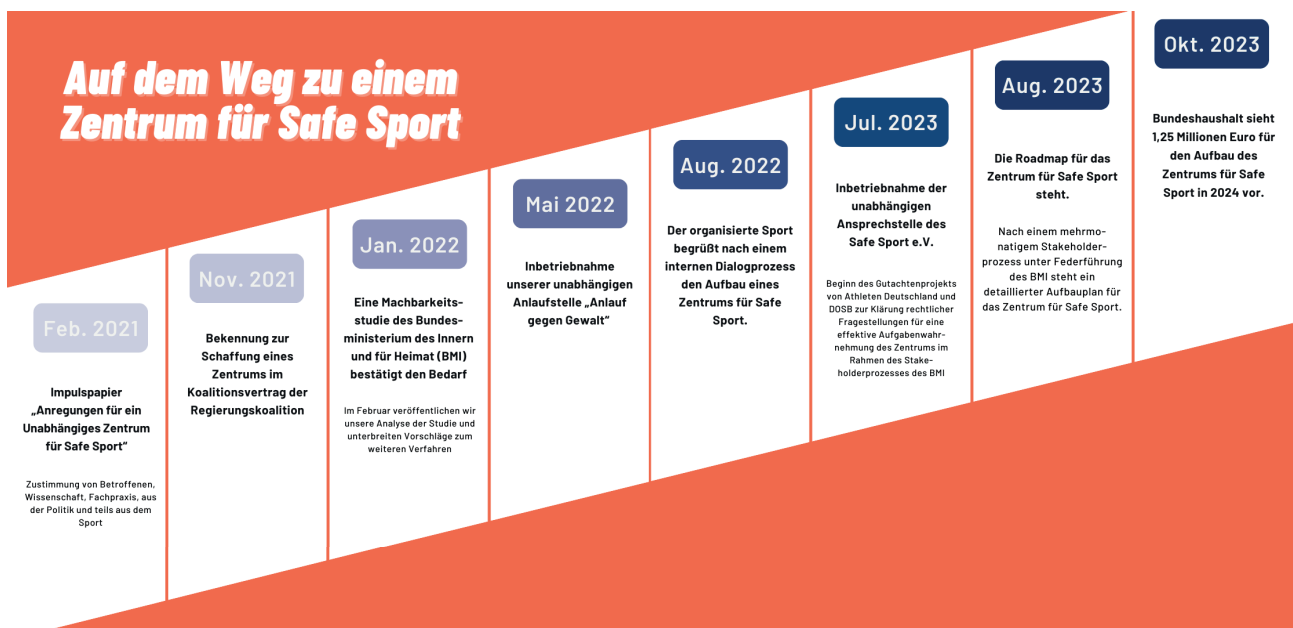 Auf dem Weg zu einem
Zentrum für Safe Sport
Feb. 2021
Impulspapier
„Anregungen für ein
Unabhängiges Zentrum
für Safe Sport“
Zustimmung von Betroffenen,
Wissenschaft, Fachpraxis, aus
der Politik und teils aus dem
Sport
Nov. 2021
Bekennung zur
Schaffung eines
Zentrums im
Koalitionsvertrag der
Regierungskoalition
Jan. 2022
Eine Machbarkeits-
studie des Bundes-
ministerium des Innern
und für Heimat (BMI)
bestätigt den Bedarf
Im Februar veröffentlichen wir
unsere Analyse der Studie und
unterbreiten Vorschläge zum
weiteren Verfahren
Mai 2022
Inbetriebnahme
unserer unabhängigen
Anlaufstelle „Anlauf
gegen Gewalt“
Aug. 2022
Der organisierte Sport
begrüßt nach einem
internen Dialogprozess
den Aufbau eines
Zentrums für Safe
Sport.
Jul. 2023
Inbetriebnahme der
unabhängigen
Ansprechstelle des
Safe Sport e.V.
Beginn des Gutachtenprojekts
von Athleten Deutschland und
DOSB zur Klärung rechtlicher
Fragestellungen für eine
effektive Aufgabenwahr-
nehmung des Zentrums im
Rahmen des Stake-
holderprozesses des BMI
Aug. 2023
Die Roadmap für das
Zentrum für Safe Sport
steht.
Nach einem mehrmo-
natigem Stakeholder-
prozess unter Federführung
des BMI steht ein
detaillierter Aufbauplan für
das Zentrum für Safe Sport.
Okt. 2023
Bundeshaushalt sieht
1,25 Millionen Euro für
den Aufbau des
Zentrums für Safe
Sport in 2024 vor.